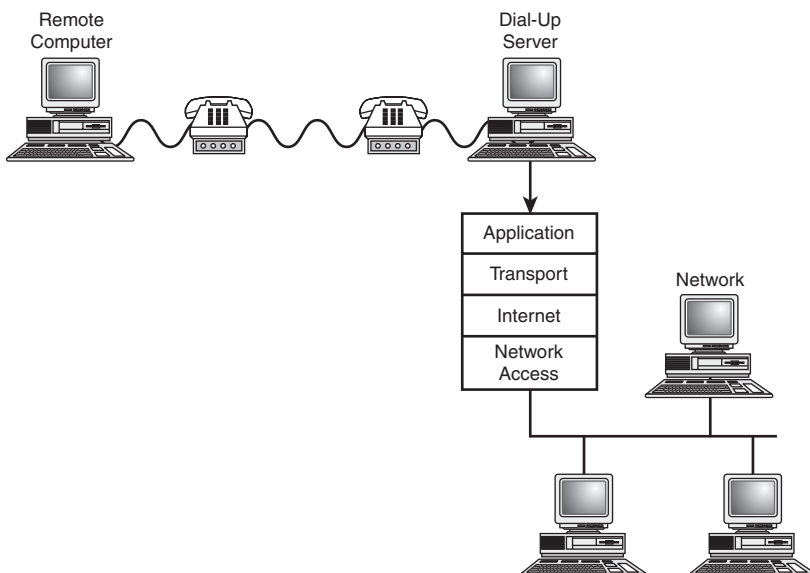 Remote
Computer
Dial-Up
Server
Application
Transport
Internet
Network
Access
Network